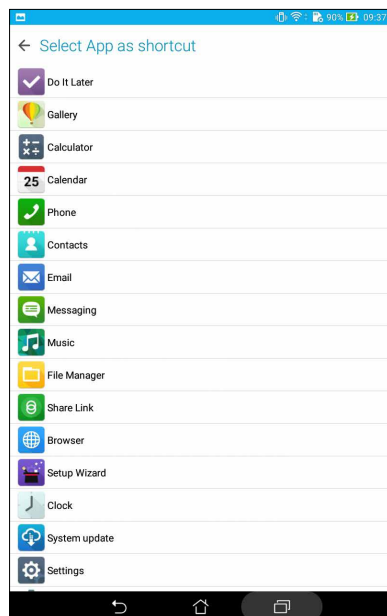 90% 09:37
Select App as shortcut
Do It Later
Gallery
Calculator
25 Calendar
Phone
Contacts
Email
Messaging
Music
File Manager
Share Link
Browser
Setup Wizard
Clock
System update
Settings